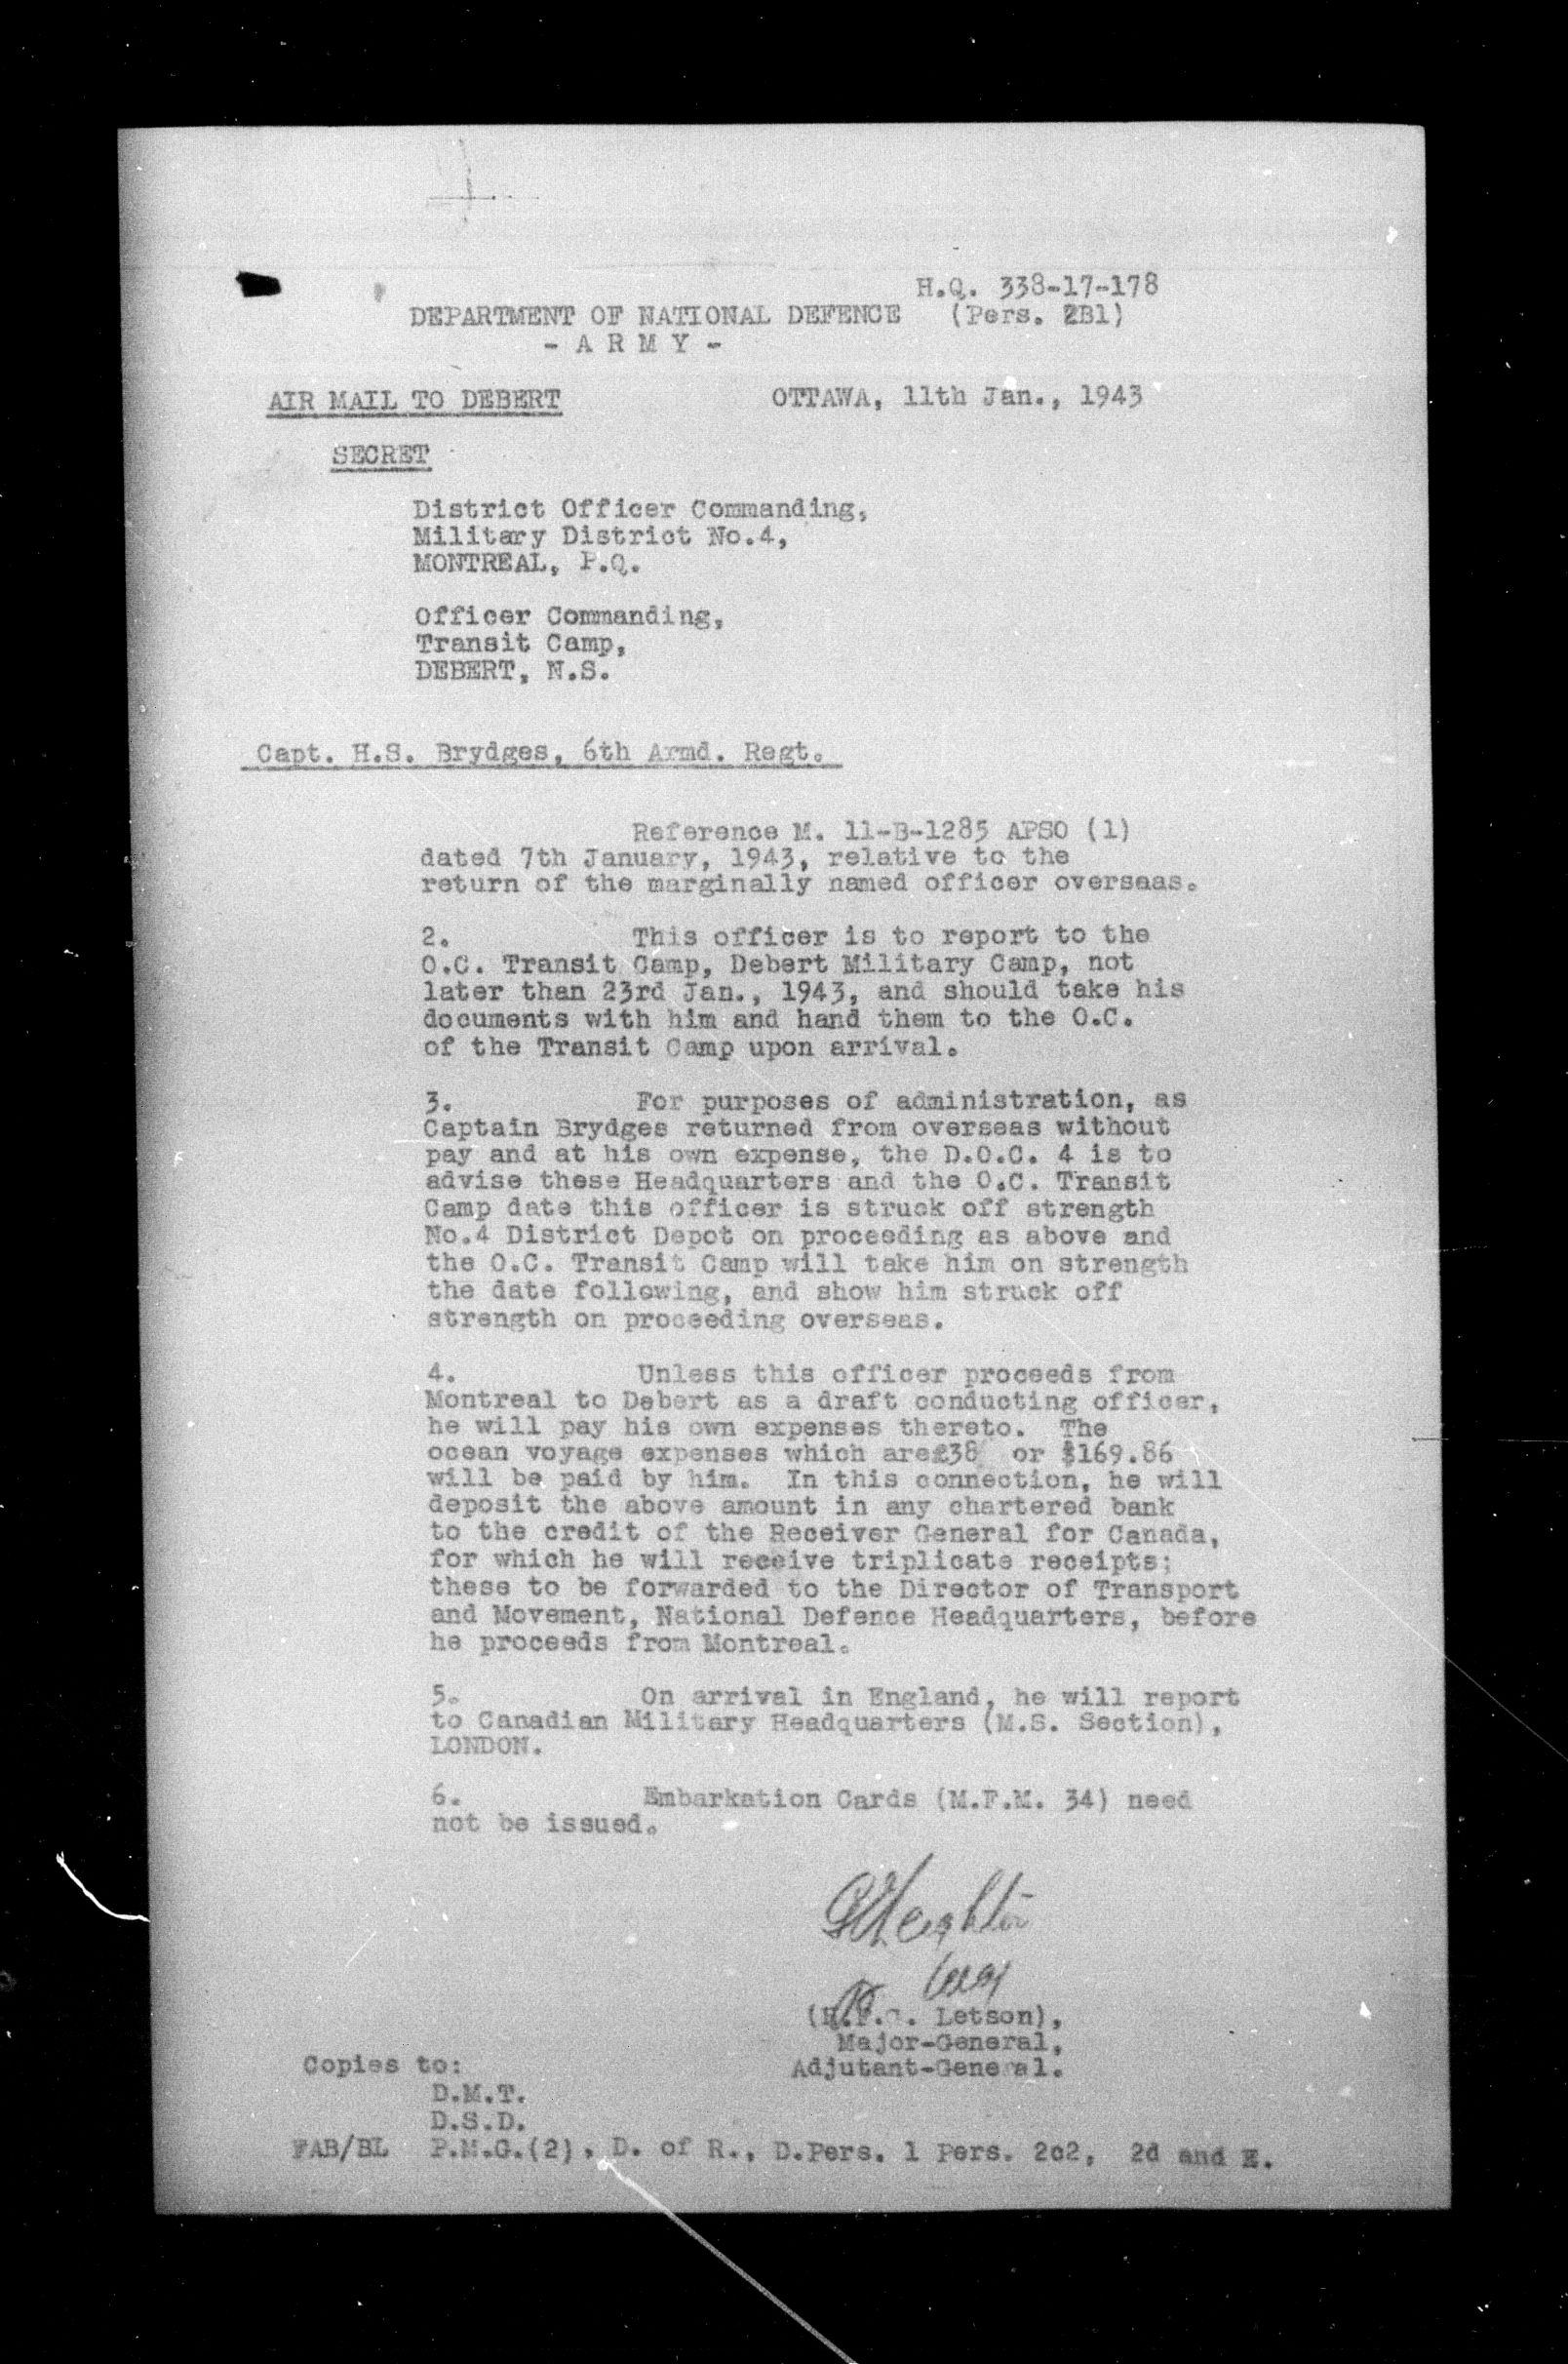 H.Q. 338-17-178
DEPARTMENT OF NATIONAL DEFENCE (Pers. 2B1)
- A R M Y -
AIR MAIL TO DEBERT OTTAWA, 11th Jan., 1943
SECRET
District Officer Commanding,
Military District No.4,
MONTREAL, P.Q.
Officer Commanding,
Transit Camp,
DEBERT, N.S.
Capt. H.S. Brydges, 6th Armd. Regt.
Reference M. 11-B-1285 APSO (1)
dated 7th January, 1943, relative to the
return of the marginally named officer overseas.
2. This officer is to report to the
O.C. Transit Camp, Debert Military Camp, not
later than 23rd Jan., 1943, and should take his
documents with him and hand them to the O.C.
of the Transit Camp upon arrival.
3. For purposes of administration, as
Captain Brydges returned from overseas without
pay and at his own expense, the D.O.C. 4 is to
advise these Headquarters and the O.C. Transit
Camp date this officer is struck off strength
No.4 District Depot on proceeding as above and
the O.C. Transit Camp will take him on strength
the date following, and show him struck off
strength on proceeding overseas.
4. Unless this officer proceeds from
Montreal to Debert as a draft conducting officer,
he will pay his own expenses thereto. The
ocean voyage expenses which are£38 or $169.86
will be paid by him. In this connection, he will
deposit the above amount in any chartered bank
to the credit of the Receiver General for Canada,
for which he will receive triplicate receipts;
these to be forwarded to the Director of Transport
and Movement, National Defence Headquarters, before
he proceeds from Montreal.
5. On arrival in England, he will report
to Canadian Military Headquarters (M.S. Section),
LONDON.
6. Embarkation Cards (M.F.M. 34) need
not be issued.
Letson),
Major-General,
Copies to: Adjutant-General.
D.M.T.
D.S.D.
FAB/BL P.M.G.(2), D. of R., D.Pers. 1 Pers. 2c2, 2d and E.